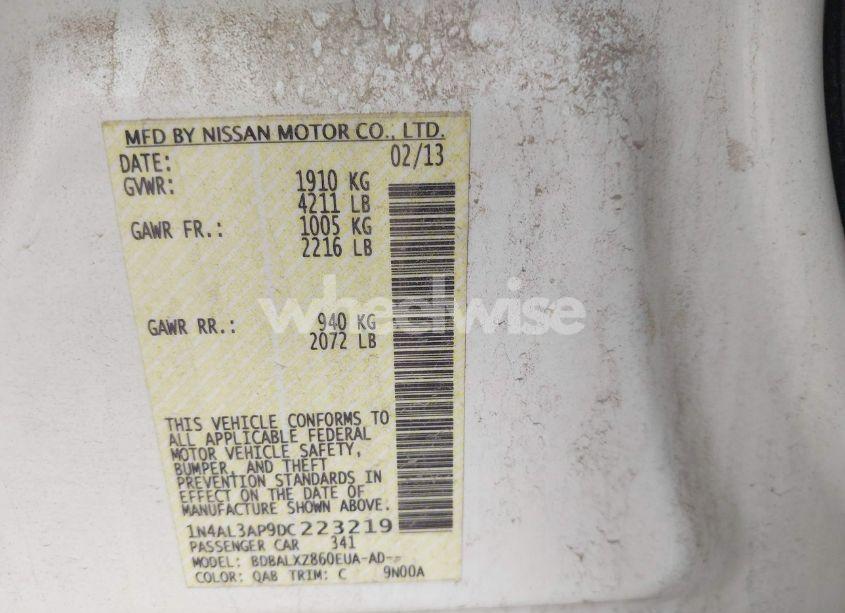 MFD BY NISSAN MOTOR CO., LTD.
DATE: 02/13
GVWR: 1910 KG
4211 LB
GAWR FR.: 1005 KG
2216 LB
GAWR RR.: 940 KG
2072 LB
THIS VEHICLE CONFORMS TO
ALL APPLICABLE FEDERAL
MOTOR VEHICLE SAFETY,
BUMPER, AND THEFT
PREVENTION STANDARDS IN
EFFECT ON THE DATE OF
MANUFACTURE SHOWN ABOVE.
1N4AL3AP9DC223219
PASSENGER CAR 341
MODEL: BDBALXZ860EUA-AD--
COLOR: QAB TRIM: C 9N00A
wheelwise